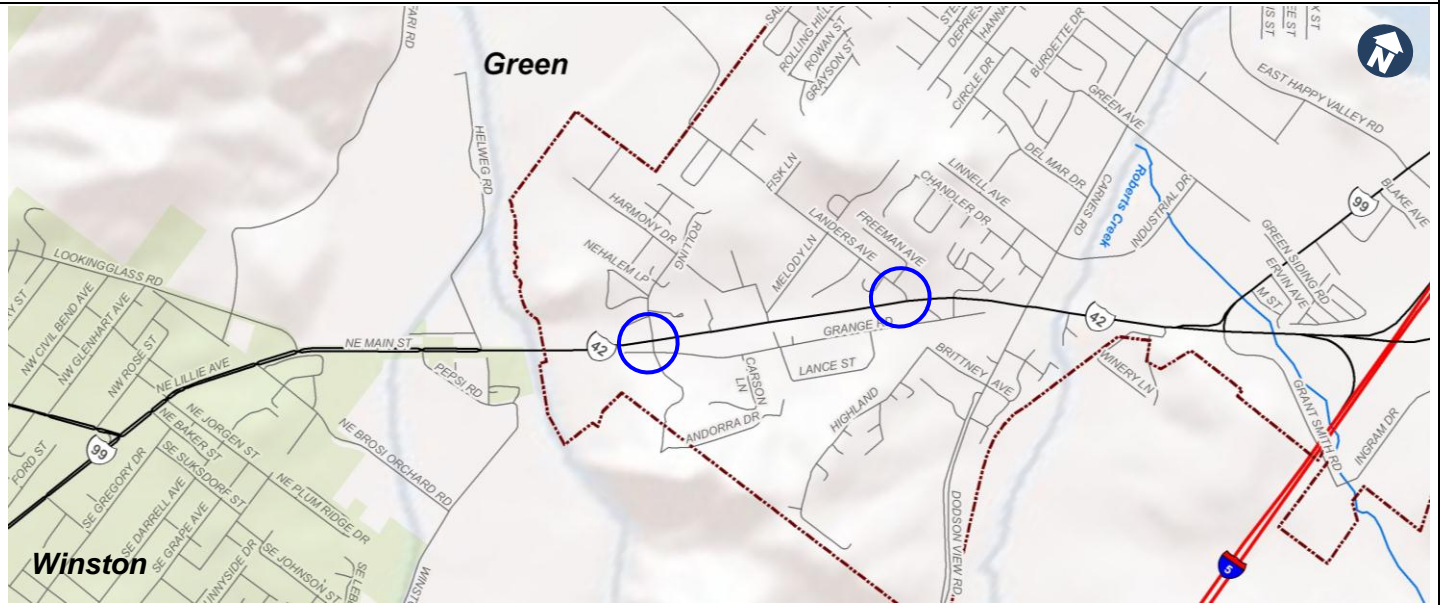 Green
N
ROLLING HILLS
ROWAN ST
GRAYSON ST
DEPRIES
HANNA
CIRCLE DR
BURDETTE DR
GREEN AVE
DEL MAR DR
EAST HAPPY VALLEY RD
BLAKE AVE
99
HELWEG RD
FISK LN
HARMONY DR
ROLLING
NEHALEM LP
LANDERS AVE
MELODY LN
FREEMAN AVE
CHANDLER DR
LINNELL AVE
CARNES RD
Roberts Creek
INDUSTRIAL DR
GREEN SIDING RD
ERVIN AVE
M ST
LOOKINGGLASS RD
NW CIVIL BEND AVE
NW GLENHART AVE
NW ROSE ST
NE LILLIE AVE
NE MAIN ST
PEPSI RD
42
GRANGE RD
42
LANCE ST
CARSON LN
ANDORRA DR
HIGHLAND
BRITTNEY AVE
WINERY LN
GRANT SMITH RD
INGRAM DR
DODSON VIEW RD
99
FORD ST
NE JORGEN ST
NE BAKER ST
SE SUKSDORF ST
NE BROSI ORCHARD RD
NE PLUM RIDGE DR
SE GREGORY DR
SE DARRELL AVE
SE GRAPE AVE
SE JOHNSON ST
Winston
5